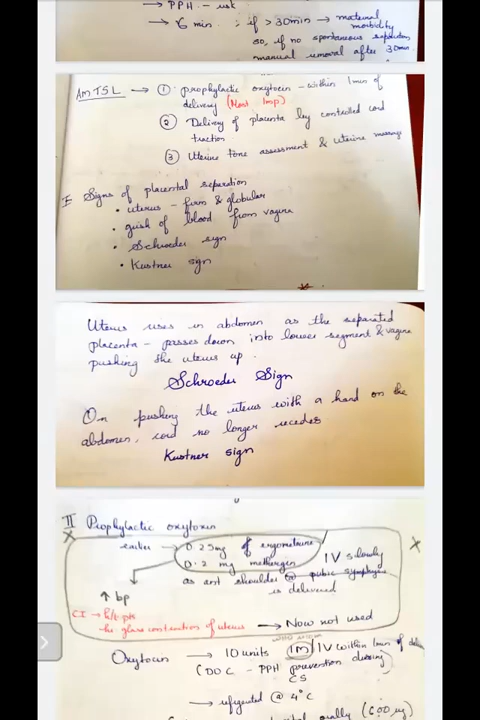 → PPH - risk
→ 6 min. ; if > 30 min → maternal
morbidity
so, if no spontaneous separation
manual removal after 30 min
AMTSL → ① prophylactic oxytocin - within 1 min of
delivery (Most Imp)
② Delivery of placenta by controlled cord
traction
③ Uterine tone assessment & uterine massage
I Signs of placental separation
• uterus - firm & globular
• gush of blood from vagina
• Schroeder sign
• Kustner sign
Uterus rises in abdomen as the separated
placenta - passes down into lower segment & vagina
pushing the uterus up.
Schroeder Sign
On pushing the uterus with a hand on the
abdomen, cord no longer recedes
Kustner sign
II Prophylactic oxytocin
earlier → 0.25mg of ergometrine
0.2 mg methergin IV slowly
as ant shoulder or pubic symphysis
is delivered
↑ bp
CI → h/t pts
→ Now not used
Oxytocin → 10 units IM/IV within 1min of
(DOC - PPH prevention during
CS
→ refrigerated @ 4°C
orally (600 µg)